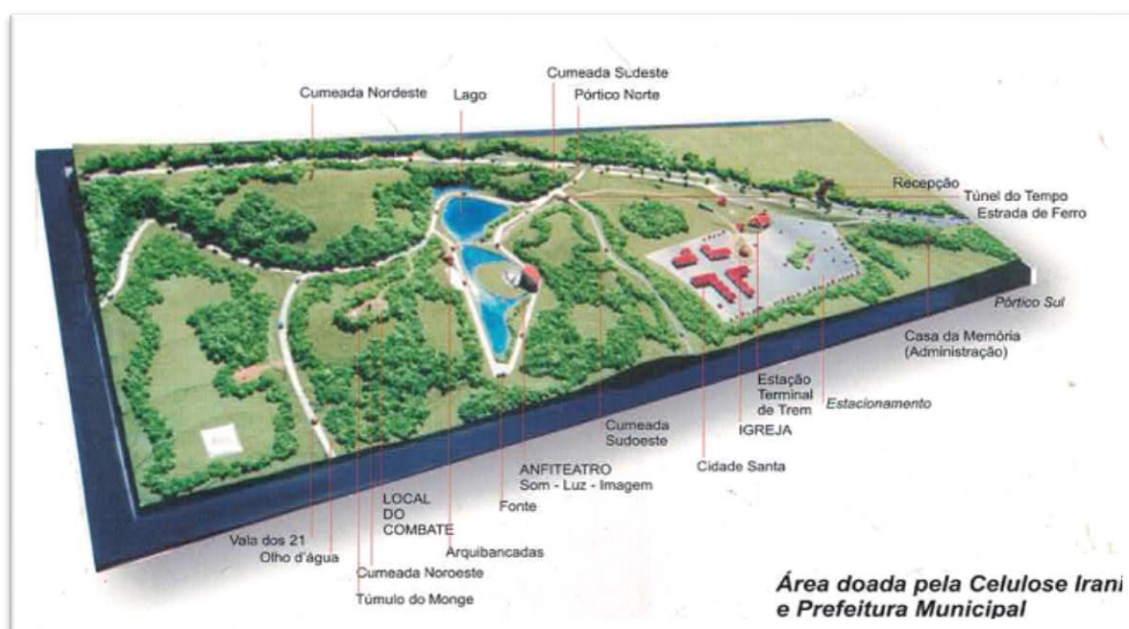 Cumeada Sudeste
Cumeada Nordeste
Lago
Pórtico Norte
Recepção
Túnel do Tempo
Estrada de Ferro
Pórtico Sul
Casa da Memória
(Administração)
Estação
Terminal
de Trem
Estacionamento
IGREJA
Cumeada
Sudoeste
Cidade Santa
ANFITEATRO
Som - Luz - Imagem
Fonte
LOCAL
DO
COMBATE
Vala dos 21
Olho d'água
Arquibancadas
Cumeada Noroeste
Túmulo do Monge
Área doada pela Celulose Irani
e Prefeitura Municipal